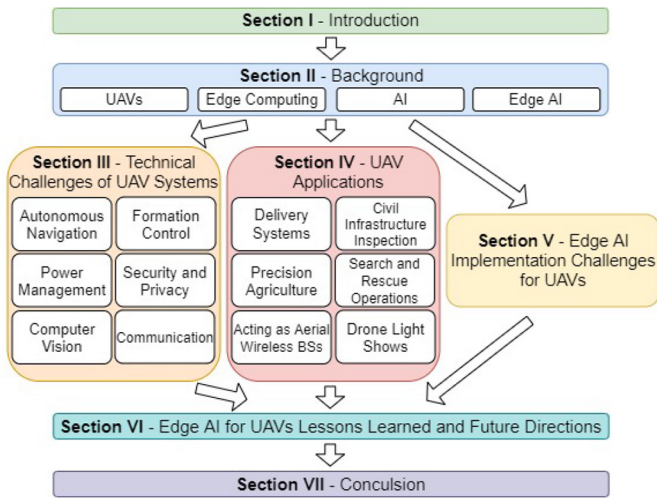 Section I - Introduction
Section II - Background
UAVs
Edge Computing
AI
Edge AI
Section III - Technical
Challenges of UAV Systems
Autonomous
Navigation
Formation
Control
Power
Management
Security and
Privacy
Computer
Vision
Communication
Section IV - UAV
Applications
Delivery
Systems
Civil
Infrastructure
Inspection
Precision
Agriculture
Search and
Rescue
Operations
Acting as Aerial
Wireless BSs
Drone Light
Shows
Section V - Edge AI
Implementation Challenges
for UAVs
Section VI - Edge AI for UAVs Lessons Learned and Future Directions
Section VII - Conculsion